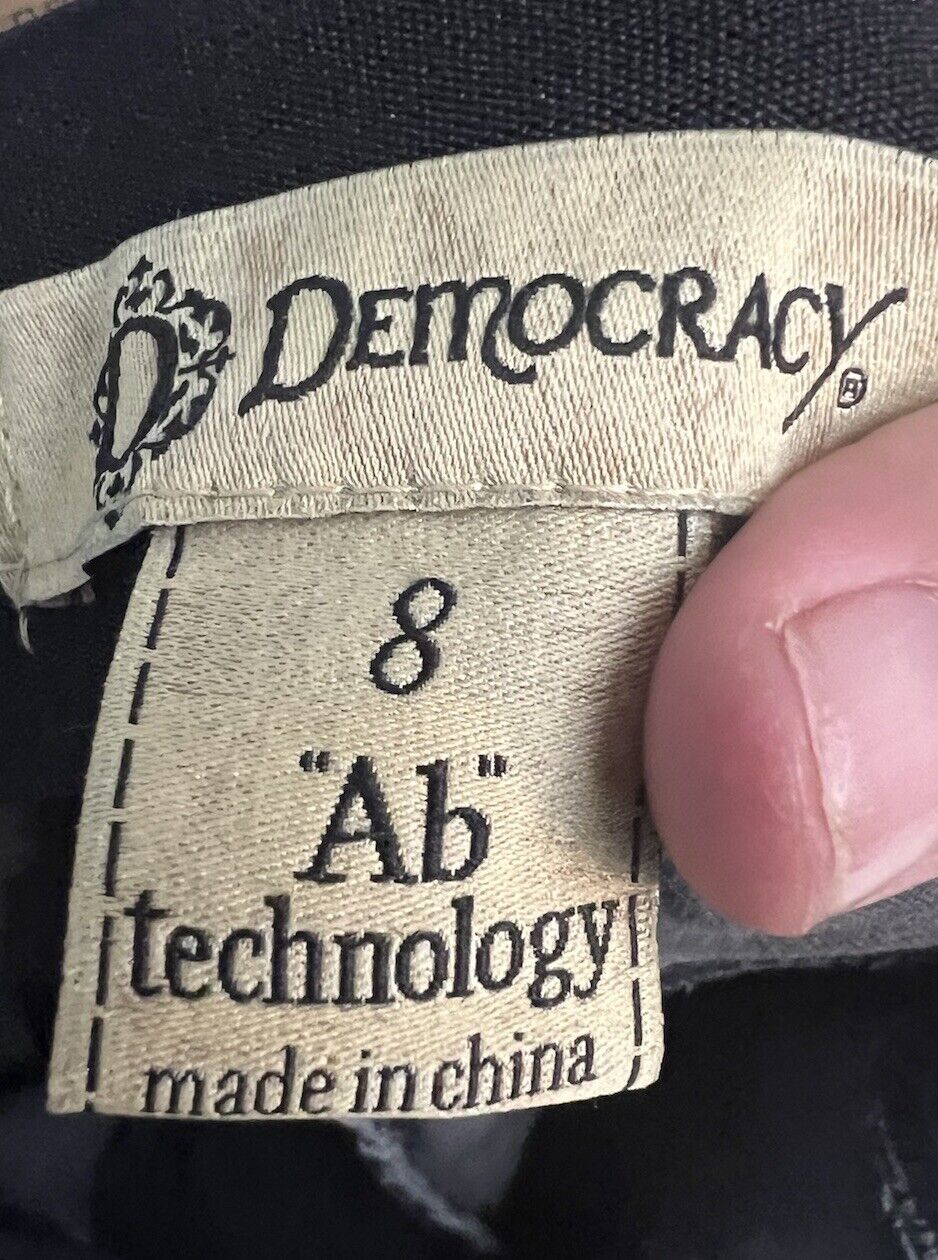 D DEMOCRACY®
8
"Ab"
technology
made in china